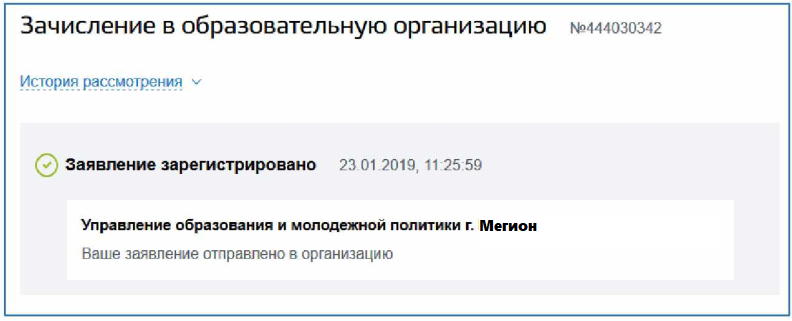 Зачисление в образовательную организацию №444030342
История рассмотрения
Заявление зарегистрировано 23.01.2019, 11:25:59
Управление образования и молодежной политики г. Мегион
Ваше заявление отправлено в организацию